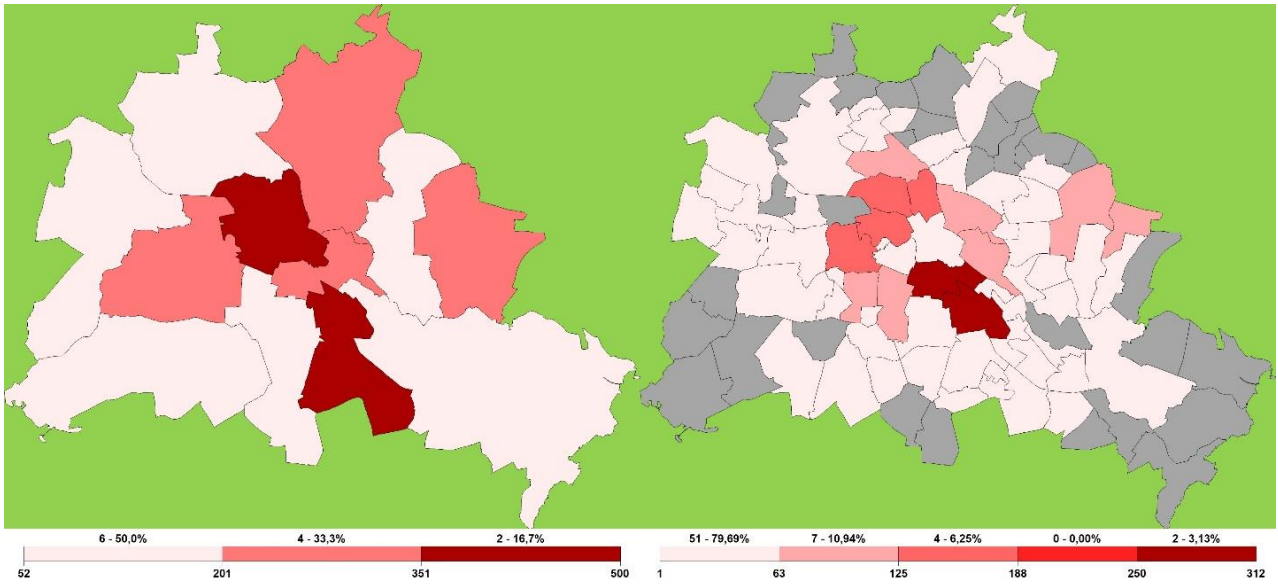 6 - 50,0% 4 - 33,3% 2 - 16,7%
52 201 351 500
51 - 79,69% 7 - 10,94% 4 - 6,25% 0 - 0,00% 2 - 3,13%
1 63 125 188 250 312